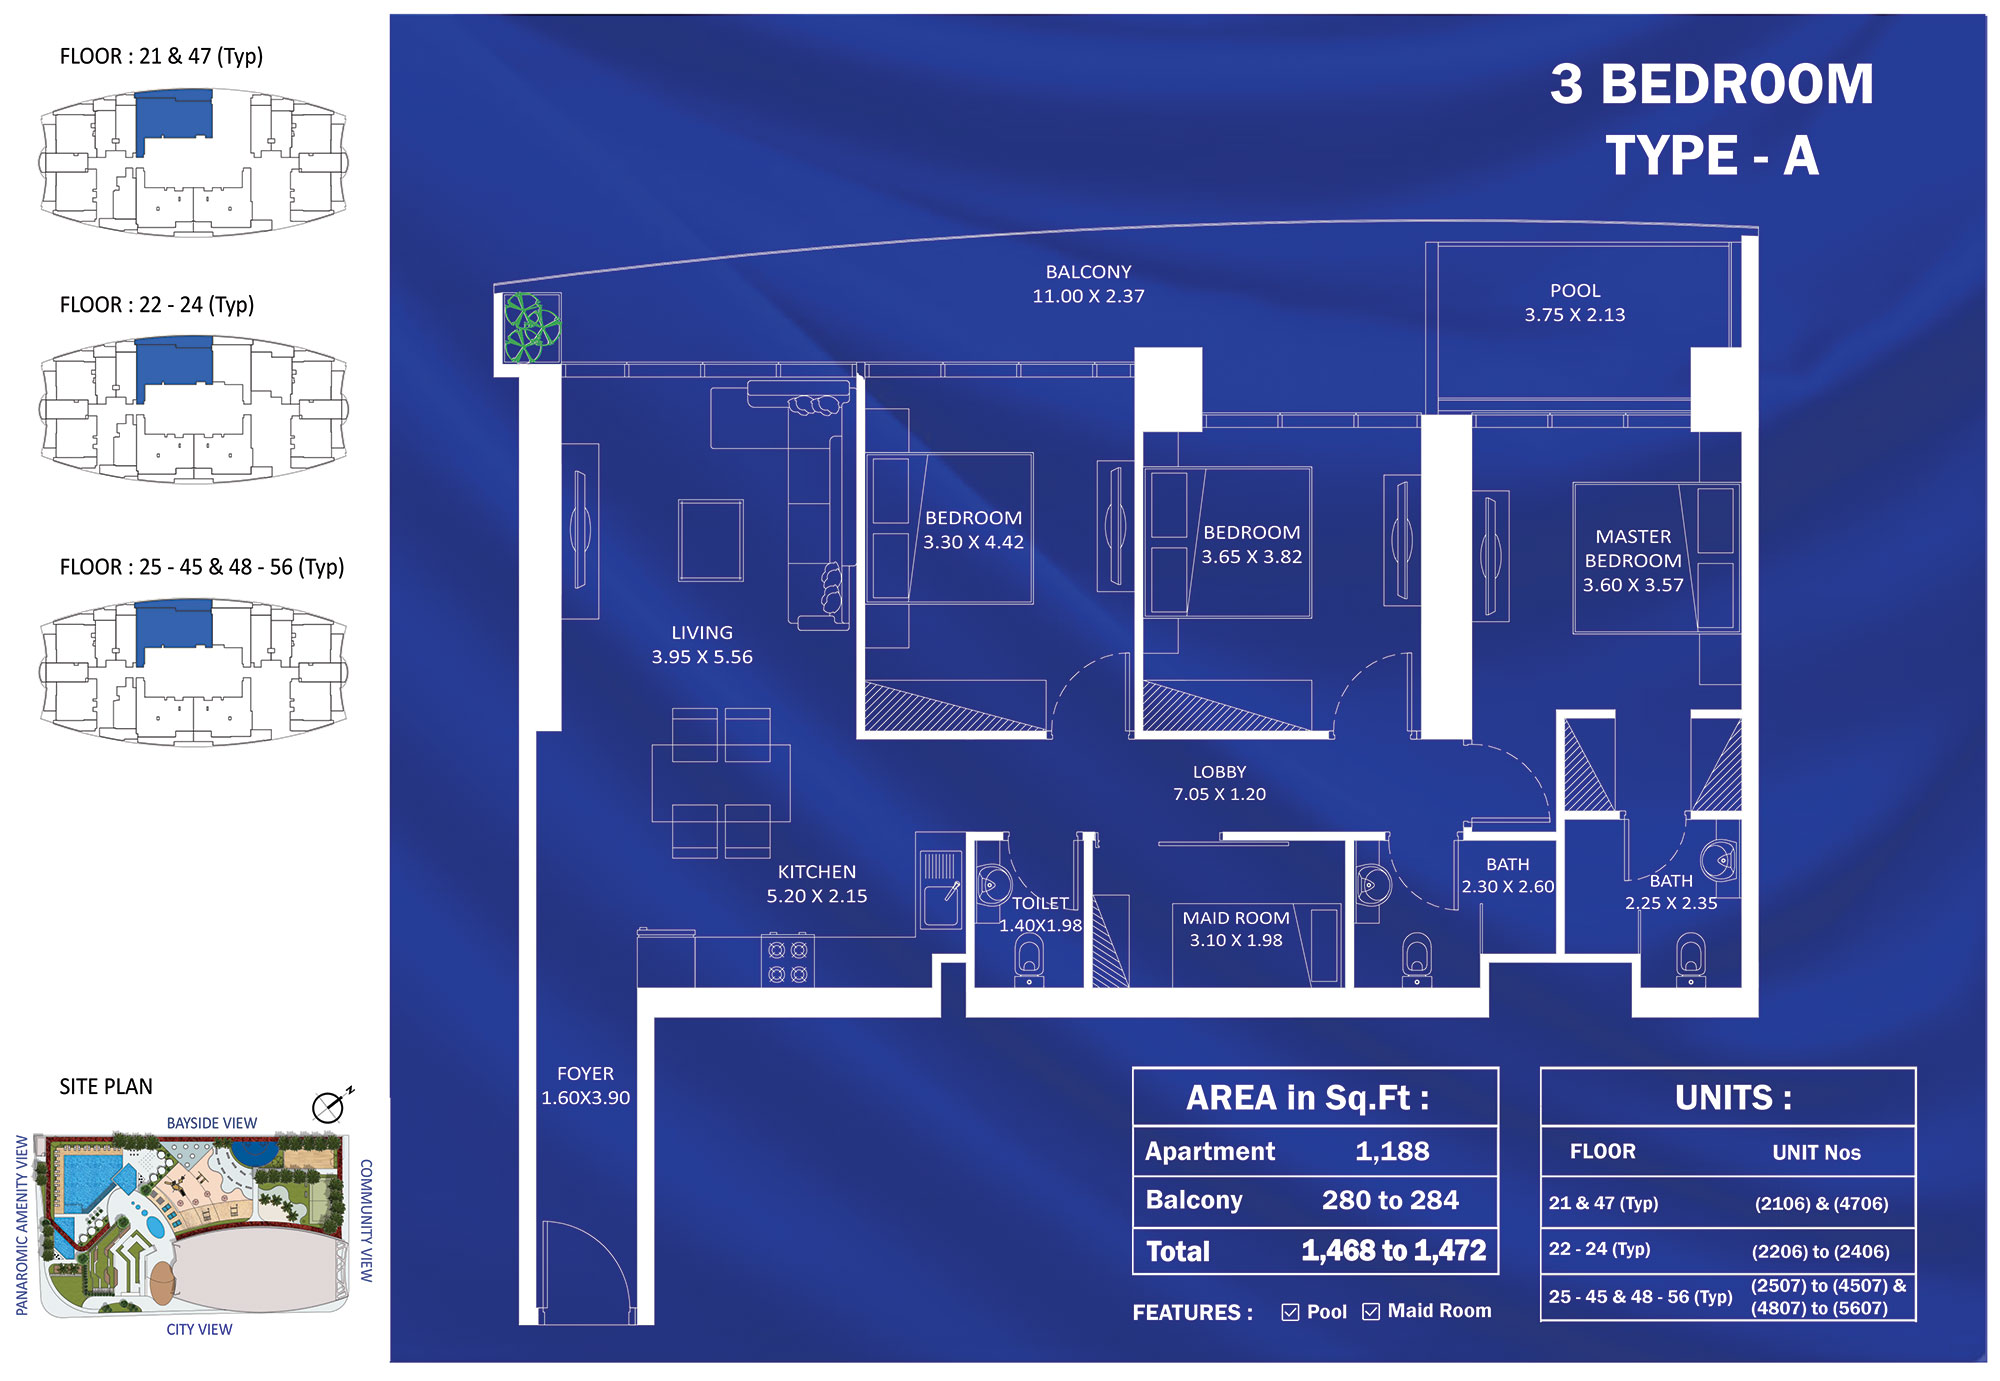 FLOOR : 21 & 47 (Typ)
FLOOR : 22 - 24 (Typ)
FLOOR : 25 - 45 & 48 - 56 (Typ)
SITE PLAN
N
BAYSIDE VIEW
PANAROMIC AMENITY VIEW
COMMUNITY VIEW
CITY VIEW
3 BEDROOM
TYPE - A
BALCONY
11.00 X 2.37
POOL
3.75 X 2.13
BEDROOM
3.30 X 4.42
BEDROOM
3.65 X 3.82
MASTER
BEDROOM
3.60 X 3.57
LIVING
3.95 X 5.56
LOBBY
7.05 X 1.20
KITCHEN
5.20 X 2.15
TOILET
1.40X1.98
MAID ROOM
3.10 X 1.98
BATH
2.30 X 2.60
BATH
2.25 X 2.35
FOYER
1.60X3.90
AREA in Sq.Ft :
Apartment 1,188
Balcony 280 to 284
Total 1,468 to 1,472
FEATURES : Pool Maid Room
UNITS :
FLOOR UNIT Nos
21 & 47 (Typ) (2106) & (4706)
22 - 24 (Typ) (2206) to (2406)
25 - 45 & 48 - 56 (Typ) (2507) to (4507) &
(4807) to (5607)